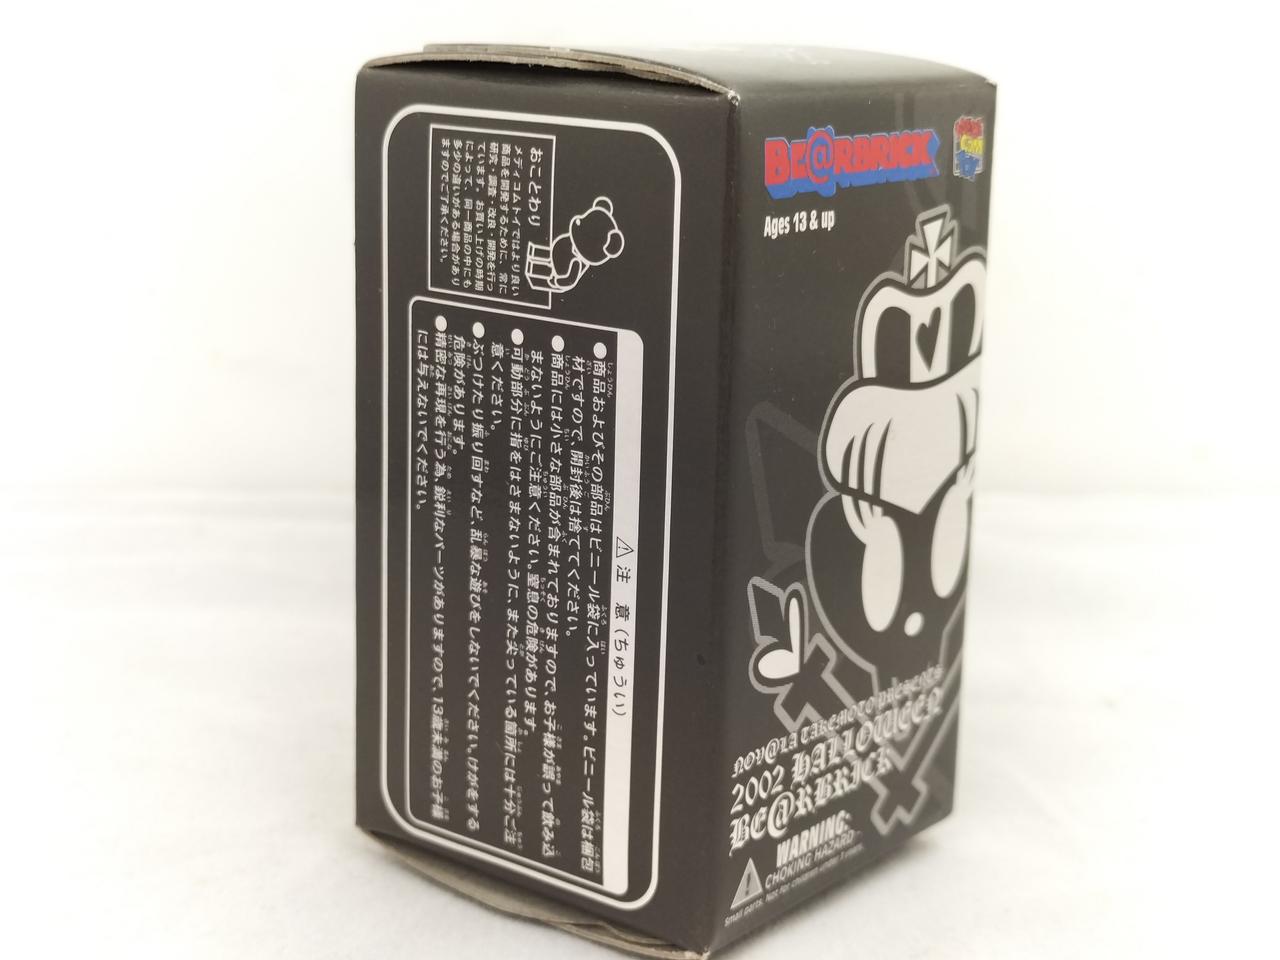 おことわり
メディコムトイではより良い
商品を開発するために、常に
研究・調査・改良・開発を行っ
ています。お買い上げの時期
によって、同一商品の中にも
多少の違いがある場合があり
ますのでご了承ください。
⚠注 意(ちゅうい)
●商品およびその部品はビニール袋に入っています。ビニール袋は梱包
材ですので、開封後は捨ててください。
●商品には小さな部品が含まれておりますので、お子様が誤って飲み込
まないようにご注意ください。窒息の危険があります。
●可動部分に指をはさまないように、また尖っている箇所には十分ご注
意ください。
●ぶつけたり振り回すなど、乱暴な遊びをしないでください。けがをする
危険があります。
●精密な再現を行う為、鋭利なパーツがありますので、13歳未満のお子様
には与えないでください。
BE@RBRICK
Ages 13 & up
NOV@LA TAKEMOTO PRESENTS
2002 HALLOWEEN
BE@RBRICK
WARNING:
CHOKING HAZARD-
Small parts. Not for children under 3 years.